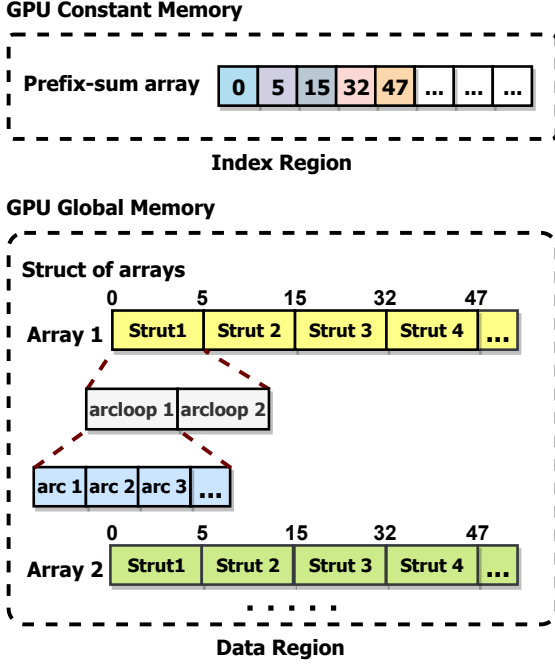 GPU Constant Memory
Prefix-sum array 0 5 15 32 47 ... ... ...
Index Region
GPU Global Memory
Struct of arrays
0 5 15 32 47
Array 1 Strut1 Strut 2 Strut 3 Strut 4 ...
arcloop 1 arcloop 2
arc 1 arc 2 arc 3 ...
0 5 15 32 47
Array 2 Strut1 Strut 2 Strut 3 Strut 4 ...
. . . . .
Data Region